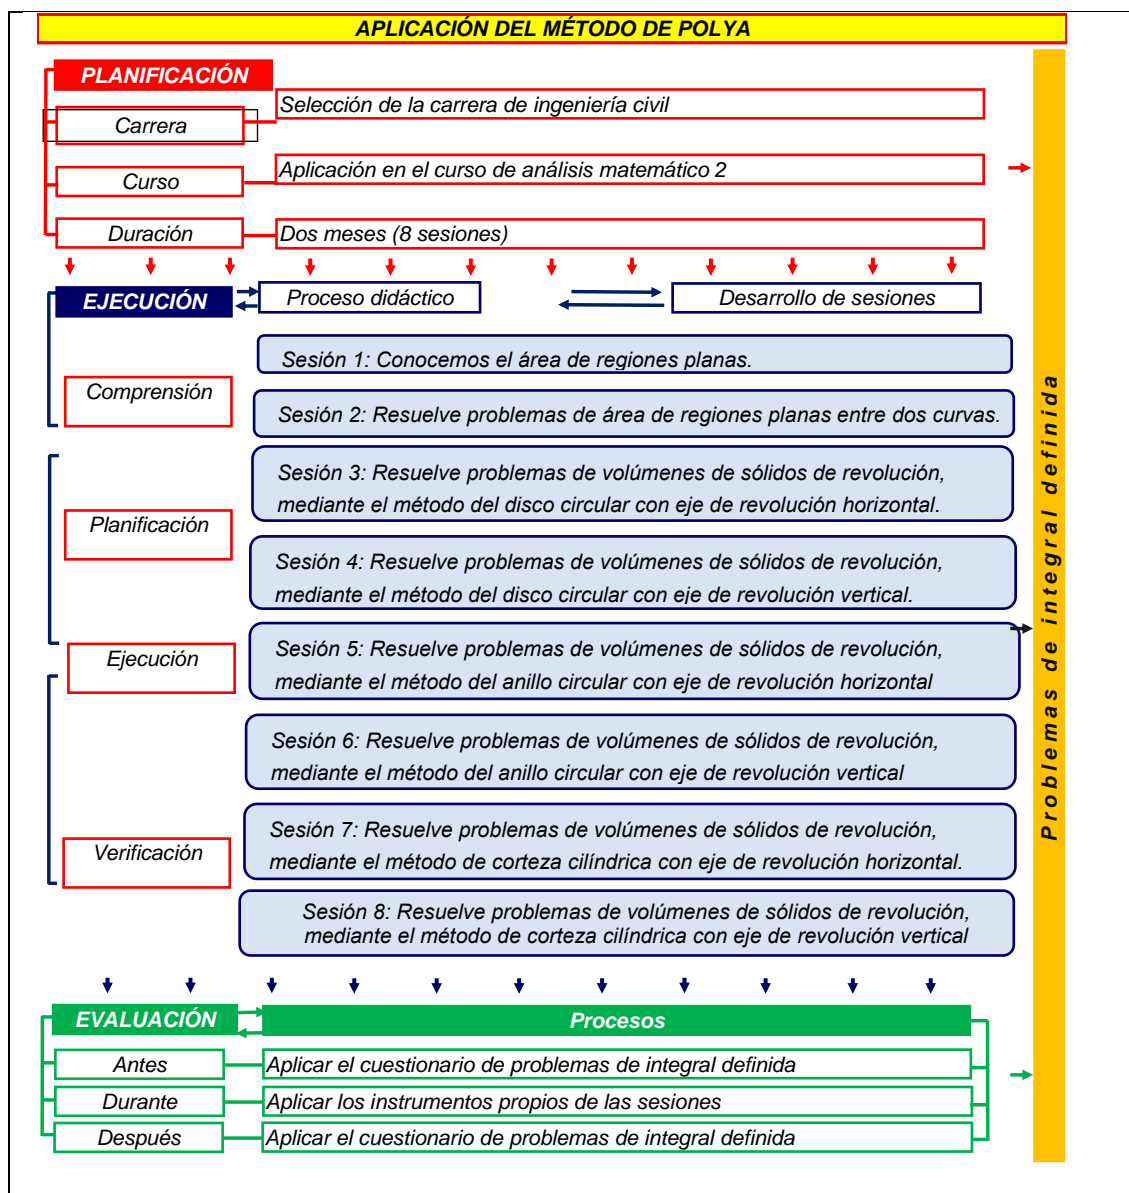 APLICACIÓN DEL MÉTODO DE POLYA
PLANIFICACIÓN
Carrera
Selección de la carrera de ingeniería civil
Curso
Aplicación en el curso de análisis matemático 2
Duración
Dos meses (8 sesiones)
EJECUCIÓN
Proceso didáctico
Desarrollo de sesiones
Comprensión
Sesión 1: Conocemos el área de regiones planas.
Sesión 2: Resuelve problemas de área de regiones planas entre dos curvas.
Planificación
Sesión 3: Resuelve problemas de volúmenes de sólidos de revolución,
mediante el método del disco circular con eje de revolución horizontal.
Sesión 4: Resuelve problemas de volúmenes de sólidos de revolución,
mediante el método del disco circular con eje de revolución vertical.
Ejecución
Sesión 5: Resuelve problemas de volúmenes de sólidos de revolución,
mediante el método del anillo circular con eje de revolución horizontal
Sesión 6: Resuelve problemas de volúmenes de sólidos de revolución,
mediante el método del anillo circular con eje de revolución vertical
Verificación
Sesión 7: Resuelve problemas de volúmenes de sólidos de revolución,
mediante el método de corteza cilíndrica con eje de revolución horizontal.
Sesión 8: Resuelve problemas de volúmenes de sólidos de revolución,
mediante el método de corteza cilíndrica con eje de revolución vertical
EVALUACIÓN
Procesos
Antes
Aplicar el cuestionario de problemas de integral definida
Durante
Aplicar los instrumentos propios de las sesiones
Después
Aplicar el cuestionario de problemas de integral definida
Problemas de integral definida